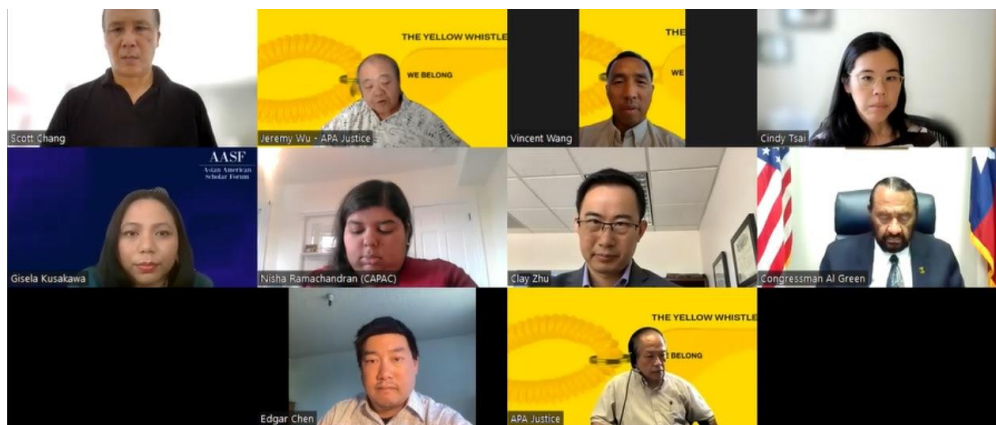 THE YELLOW WHISTLE
WE BELONG
THE
WE
Scott Chang
Jeremy Wu - APA Justice
Vincent Wang
Cindy Tsai
AASF
Asian American
Scholar Forum
Gisela Kusakawa
Nisha Ramachandran (CAPAC)
Clay Zhu
Congressman Al Green
THE YELLOW WHISTLE
BELONG
Edgar Chen
APA Justice